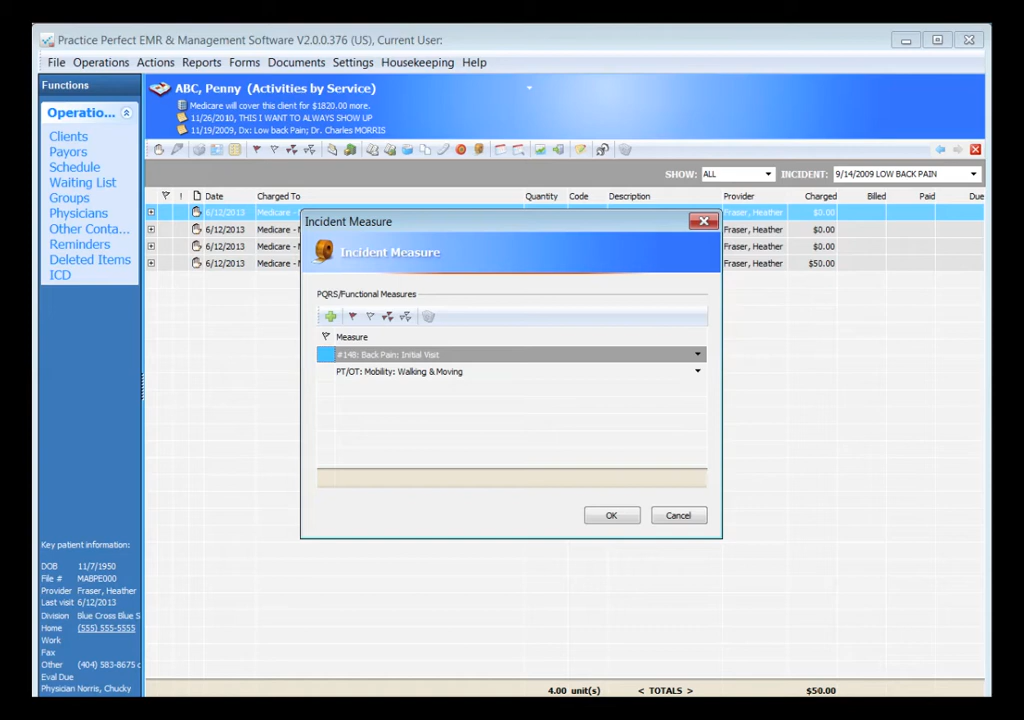 Practice Perfect EMR & Management Software V2.0.0.376 (US), Current User:
File Operations Actions Reports Forms Documents Settings Housekeeping Help
Functions
Operatio...
Clients
Payors
Schedule
Waiting List
Groups
Physicians
Other Conta...
Reminders
Deleted Items
ICD
Key patient information:
DOB 11/7/1950
File # MABPE000
Provider Fraser, Heather
Last visit 6/12/2013
Division Blue Cross Blue S
Home (555) 555-5555
Work
Fax
Other (404) 583-8675 c
Eval Due
Physician Norris, Chucky
ABC, Penny (Activities by Service)
Medicare will cover this client for $1820.00 more.
11/26/2010, THIS I WANT TO ALWAYS SHOW UP
11/19/2009, Dx: Low back Pain; Dr. Charles MORRIS
SHOW: ALL INCIDENT: 9/14/2009 LOW BACK PAIN
! Date Charged To Quantity Code Description Provider Charged Billed Paid Due
6/12/2013 Medicare - Fraser, Heather $0.00
6/12/2013 Medicare - Fraser, Heather $0.00
6/12/2013 Medicare - Fraser, Heather $0.00
6/12/2013 Medicare - Fraser, Heather $50.00
Incident Measure
Incident Measure
PQRS/Functional Measures
Measure
#148: Back Pain: Initial Visit
PT/OT: Mobility: Walking & Moving
OK Cancel
4.00 unit(s) < TOTALS > $50.00